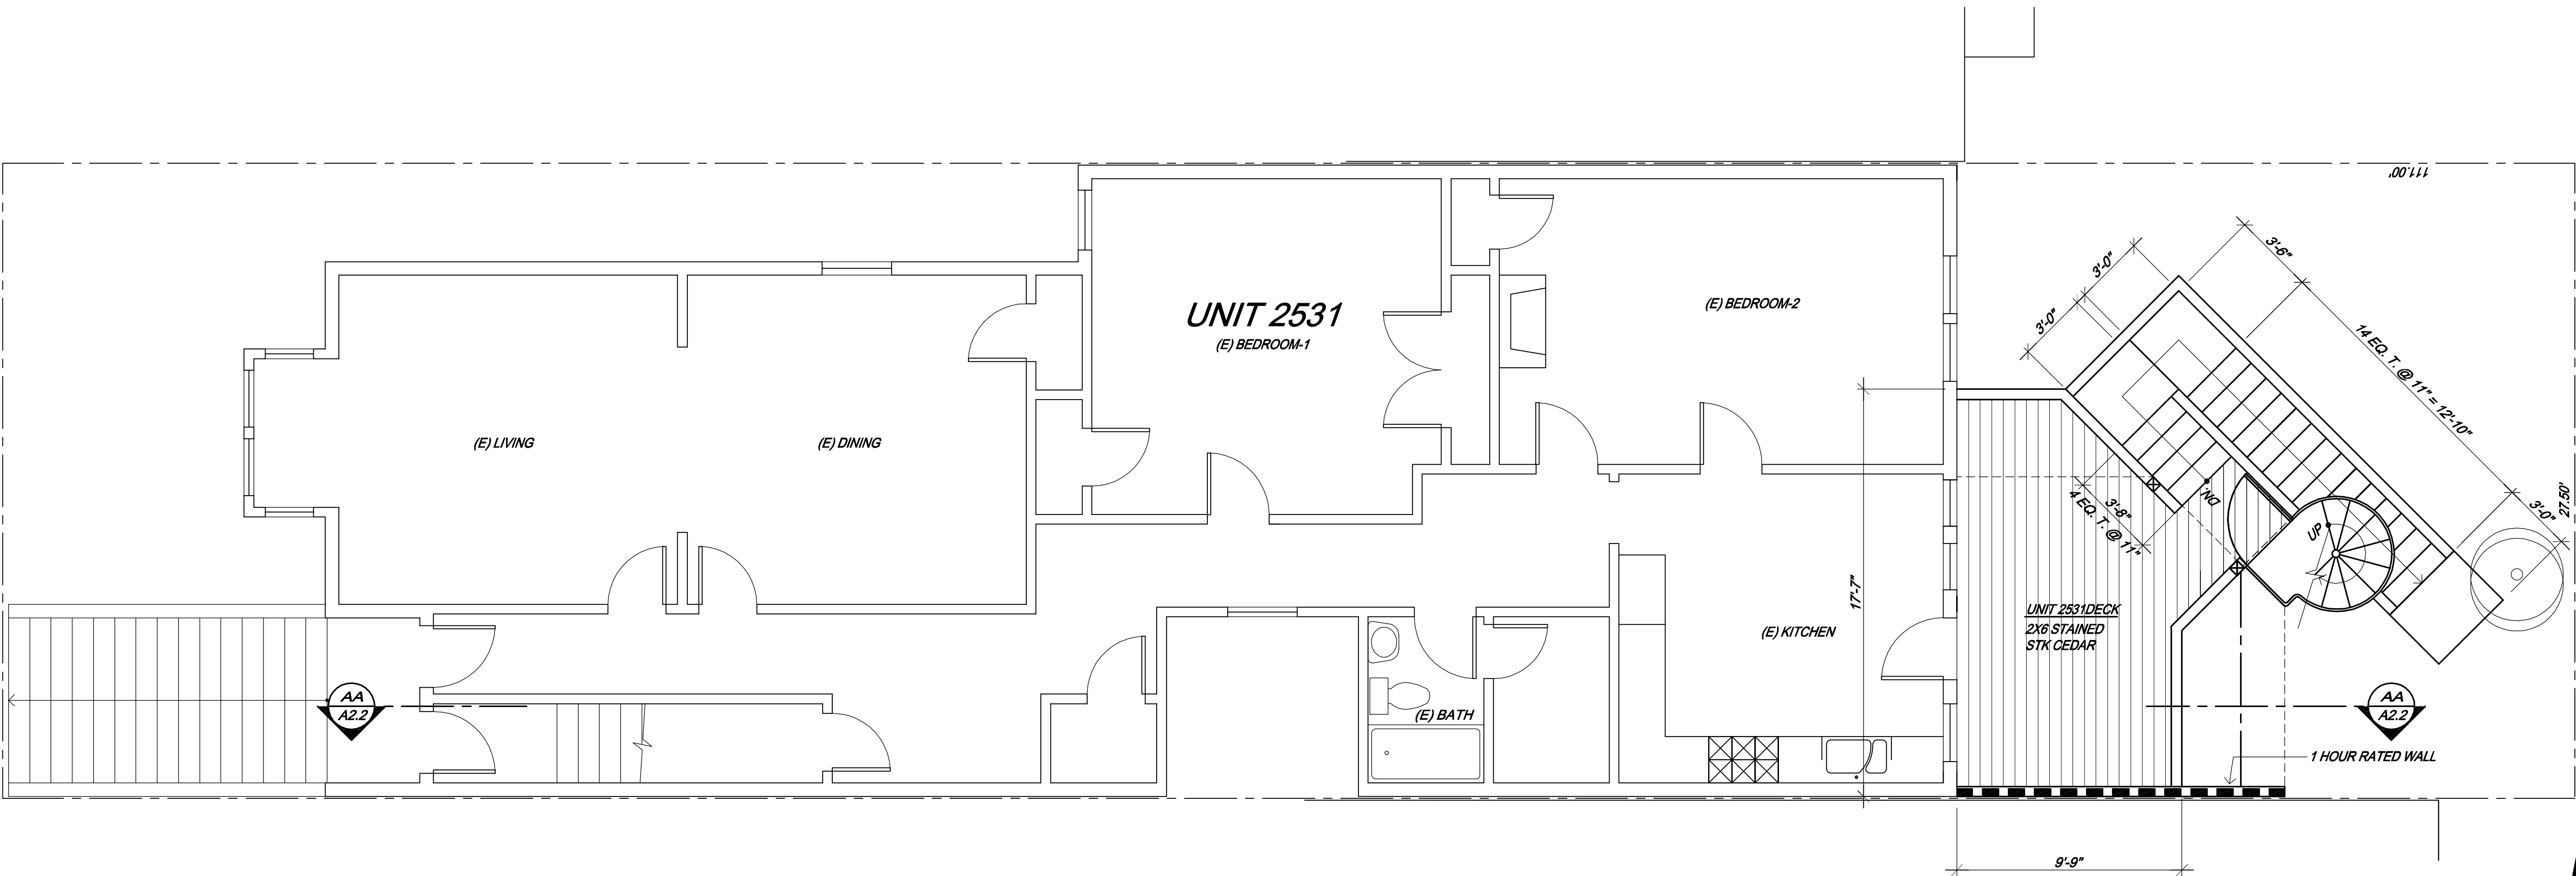 111.00'
3'-6"
3'-0"
3'-0"
14 EQ. T. @ 11" = 12'-10"
UNIT 2531
(E) BEDROOM-1
(E) BEDROOM-2
(E) LIVING
(E) DINING
DN.
3'-8"
4 EQ. T. @ 11"
UP
3'-0"
27.50'
17'-7"
UNIT 2531DECK
2X6 STAINED
STK CEDAR
(E) KITCHEN
AA
A2.2
(E) BATH
AA
A2.2
1 HOUR RATED WALL
9'-9"